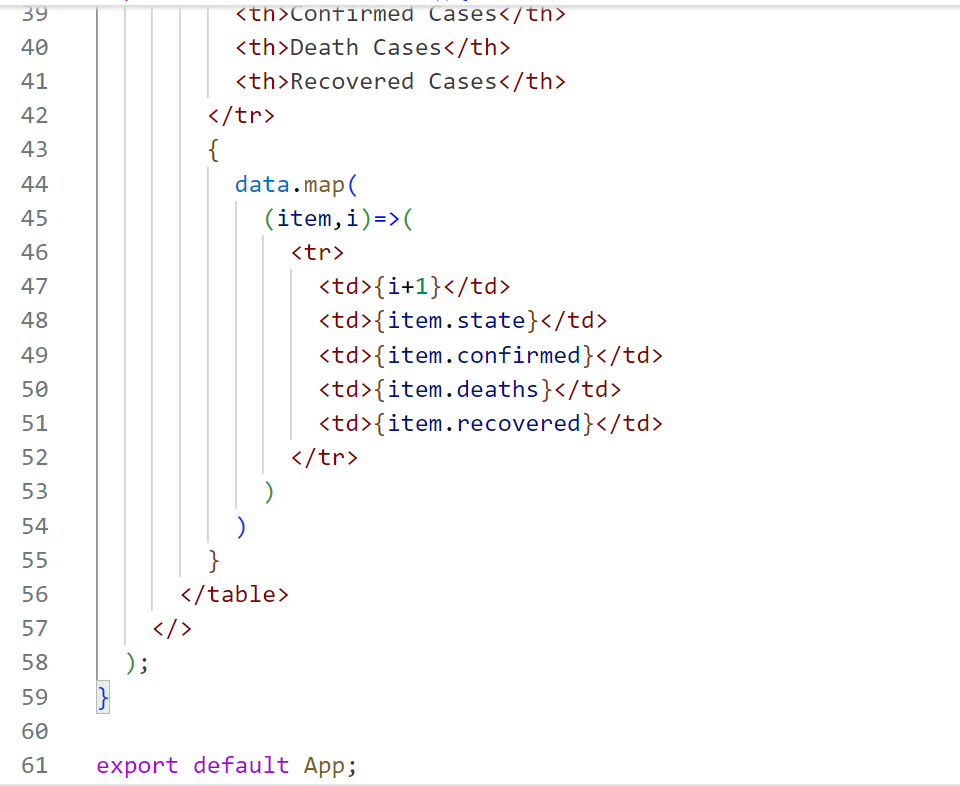 39 <th>Confirmed Cases</th>
40 <th>Death Cases</th>
41 <th>Recovered Cases</th>
42 </tr>
43 {
44 data.map(
45 (item,i)=>(
46 <tr>
47 <td>{i+1}</td>
48 <td>{item.state}</td>
49 <td>{item.confirmed}</td>
50 <td>{item.deaths}</td>
51 <td>{item.recovered}</td>
52 </tr>
53 )
54 )
55 }
56 </table>
57 </>
58 );
59 }
60
61 export default App;